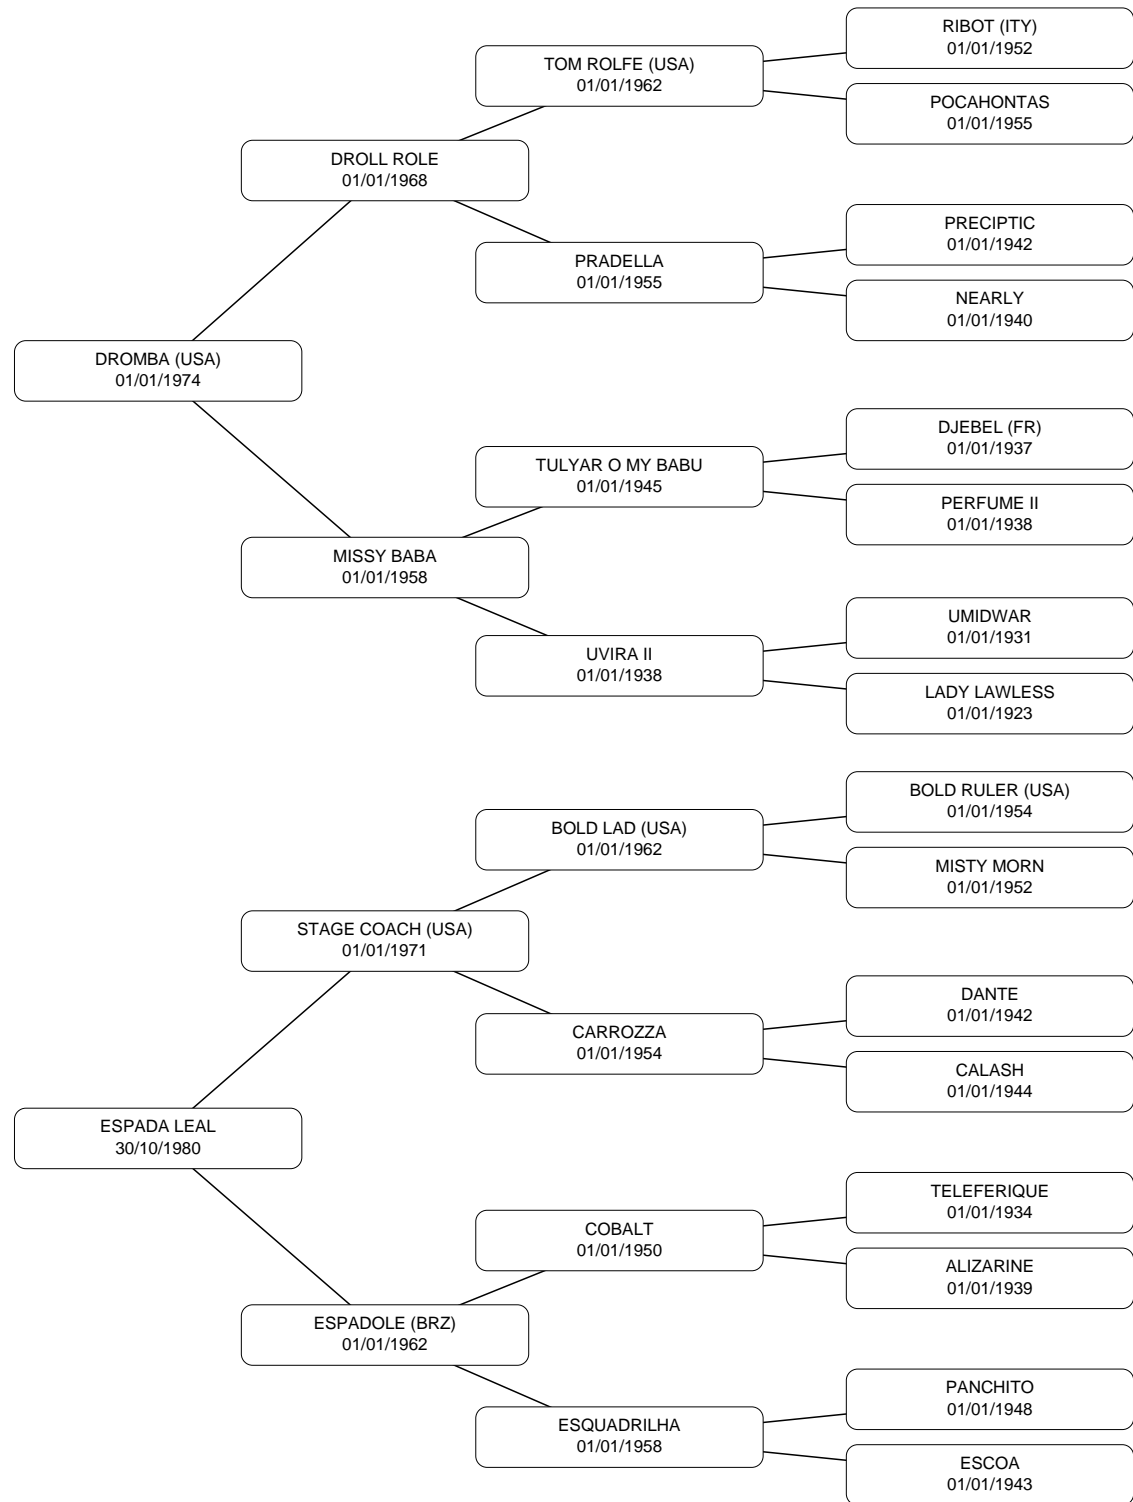 RIBOT (ITY)
01/01/1952
TOM ROLFE (USA)
01/01/1962
POCAHONTAS
01/01/1955
DROLL ROLE
01/01/1968
PRECIPTIC
01/01/1942
PRADELLA
01/01/1955
NEARLY
01/01/1940
DROMBA (USA)
01/01/1974
DJEBEL (FR)
01/01/1937
TULYAR O MY BABU
01/01/1945
PERFUME II
01/01/1938
MISSY BABA
01/01/1958
UMIDWAR
01/01/1931
UVIRA II
01/01/1938
LADY LAWLESS
01/01/1923
BOLD RULER (USA)
01/01/1954
BOLD LAD (USA)
01/01/1962
MISTY MORN
01/01/1952
STAGE COACH (USA)
01/01/1971
DANTE
01/01/1942
CARROZZA
01/01/1954
CALASH
01/01/1944
ESPADA LEAL
30/10/1980
TELEFERIQUE
01/01/1934
COBALT
01/01/1950
ALIZARINE
01/01/1939
ESPADOLE (BRZ)
01/01/1962
PANCHITO
01/01/1948
ESQUADRILHA
01/01/1958
ESCOA
01/01/1943